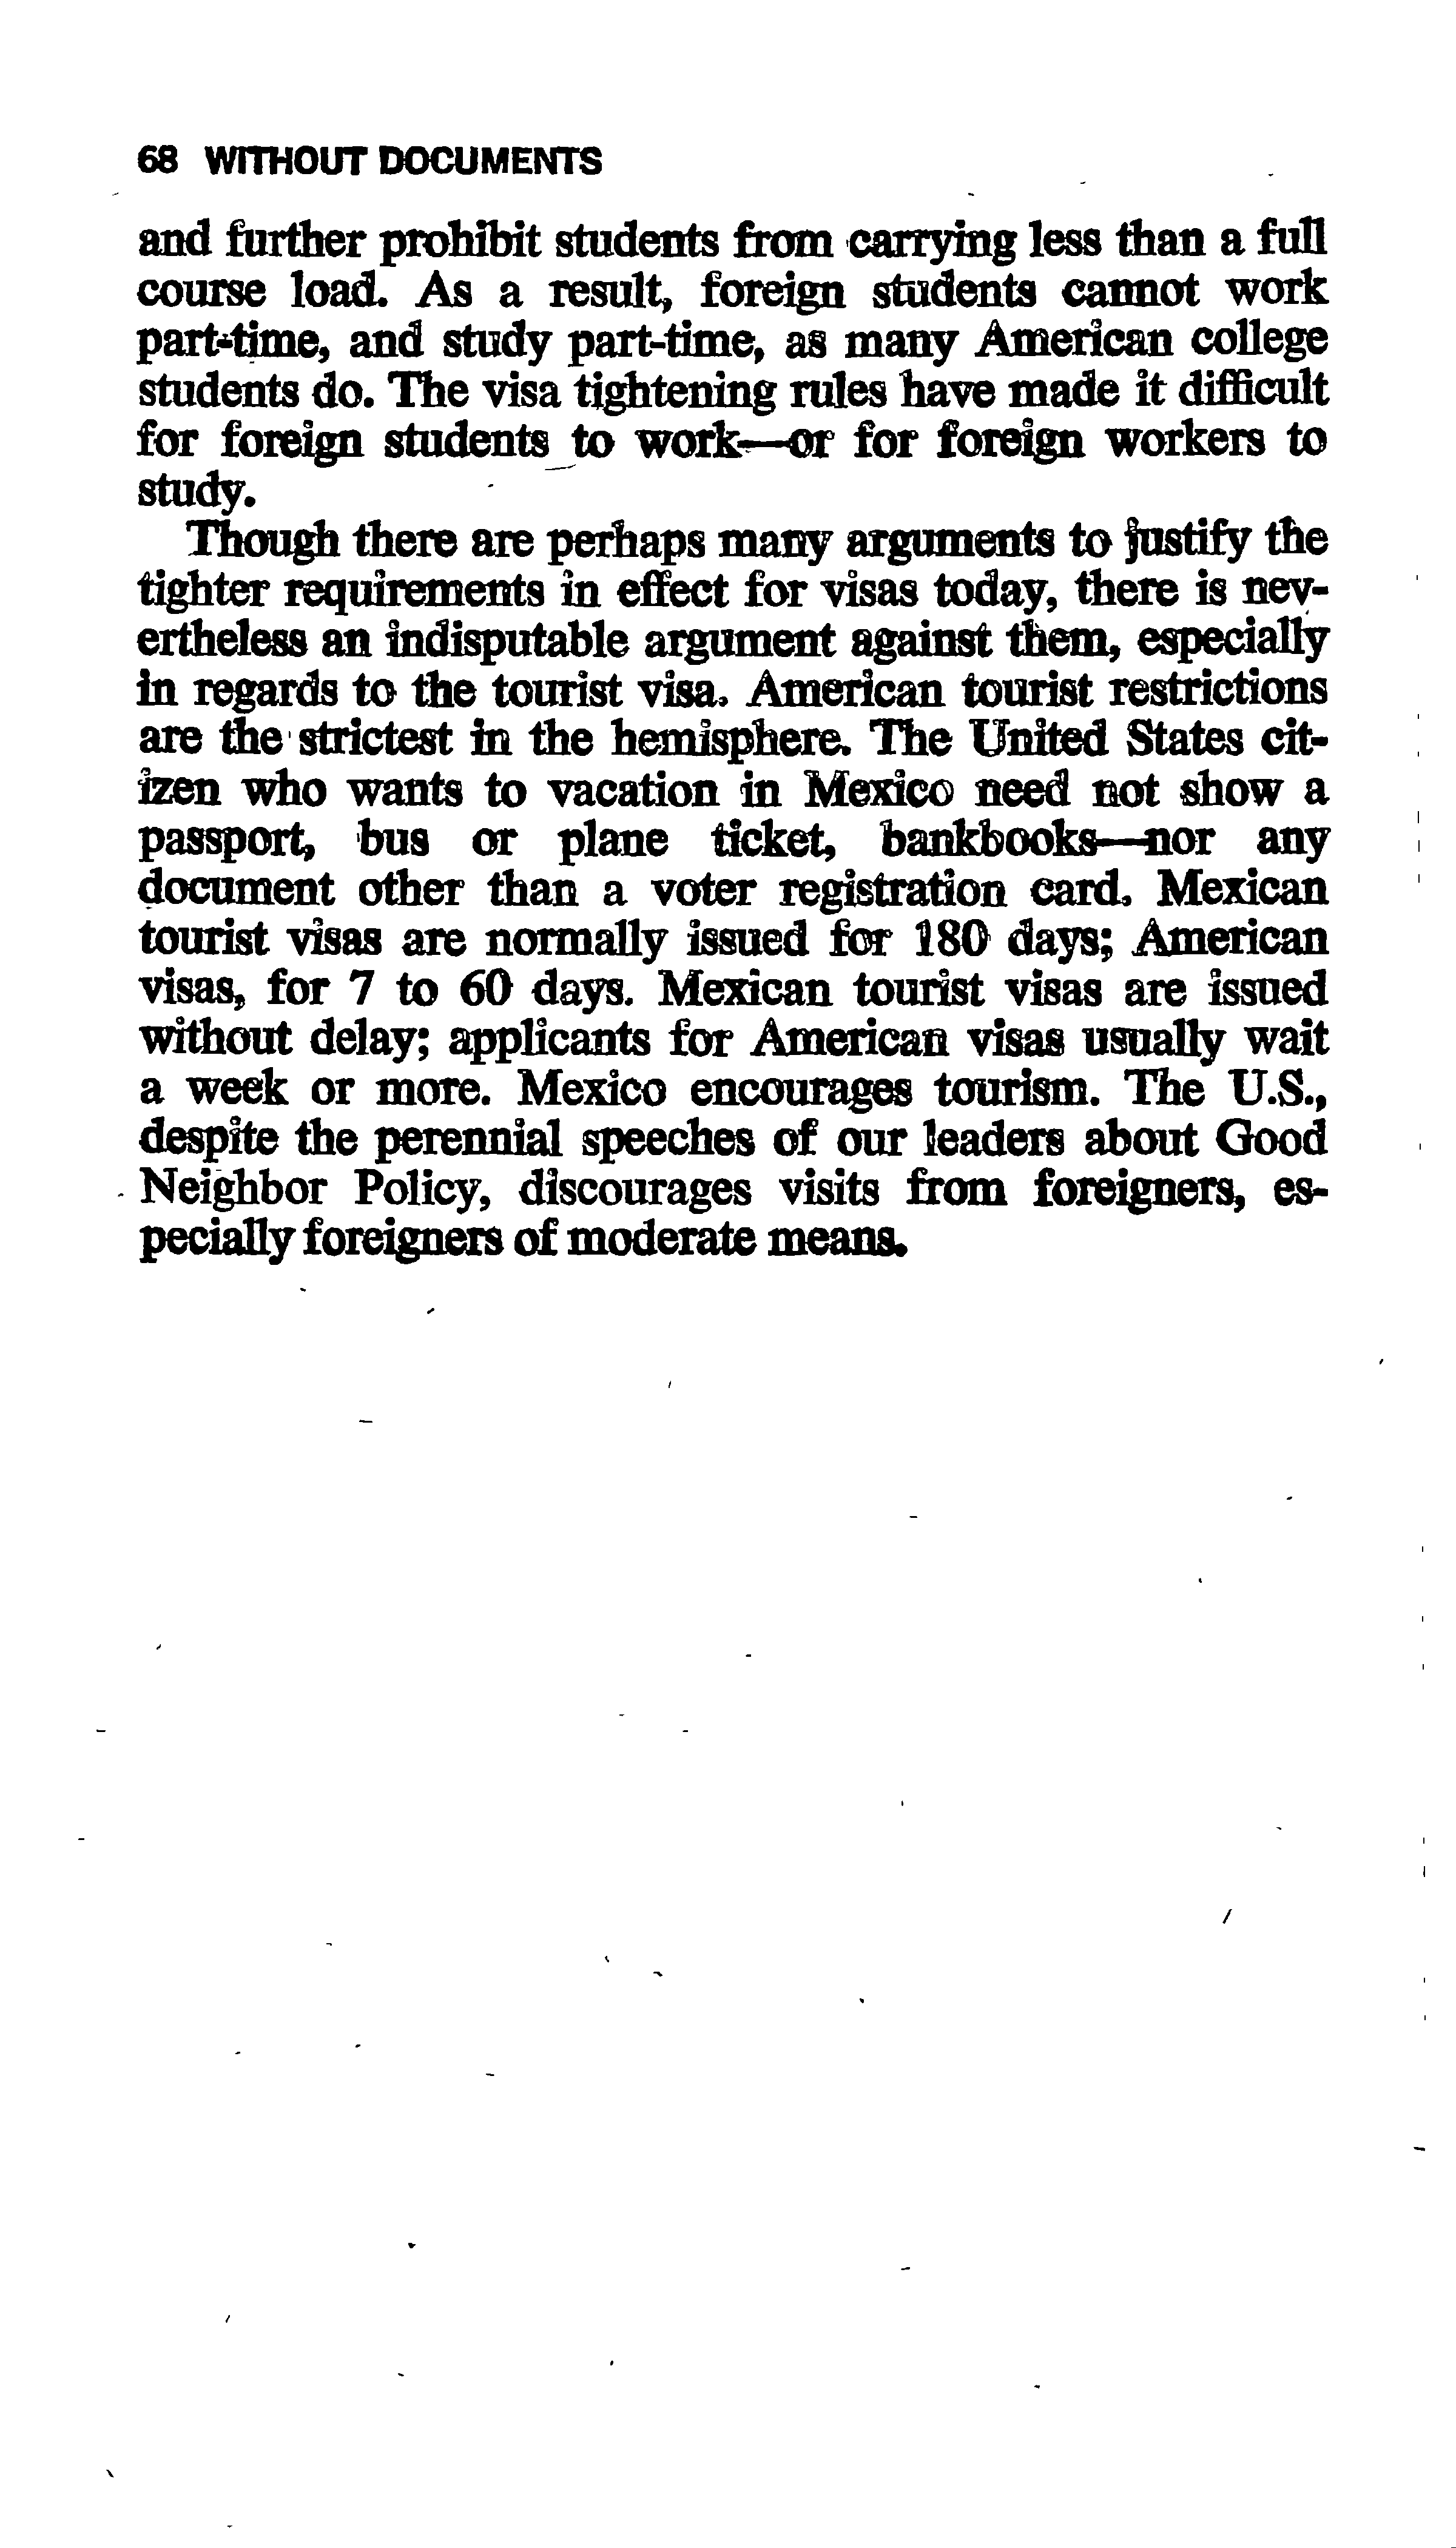 68 WITHOUT DOCUMENTS
and further prohibit students from carrying less than a full
course load. As a result, foreign students cannot work
part-time, and study part-time, as many American college
students do. The visa tightening rules have made it difficult
for foreign students to work—or for foreign workers to
study.
Though there are perhaps many arguments to justify the
tighter requirements in effect for visas today, there is nev-
ertheless an indisputable argument against them, especially
in regards to the tourist visa. American tourist restrictions
are the strictest in the hemisphere. The United States cit-
izen who wants to vacation in Mexico need not show a
passport, bus or plane ticket, bankbooks—nor any
document other than a voter registration card. Mexican
tourist visas are normally issued for 180 days; American
visas, for 7 to 60 days. Mexican tourist visas are issued
without delay; applicants for American visas usually wait
a week or more. Mexico encourages tourism. The U.S.,
despite the perennial speeches of our leaders about Good
Neighbor Policy, discourages visits from foreigners, es-
pecially foreigners of moderate means.